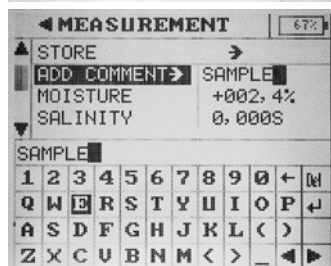 ◀ MEASUREMENT 67%
STORE →
ADD COMMENT➔ SAMPLE
MOISTURE +002,4%
SALINITY 0,000S
SAMPLE
1 2 3 4 5 6 7 8 9 0 ← Del
Q W E R S T Y U I O P ↵
A S D F G H J K L ( )
Z X C V B N M < > _ ◀ ▶